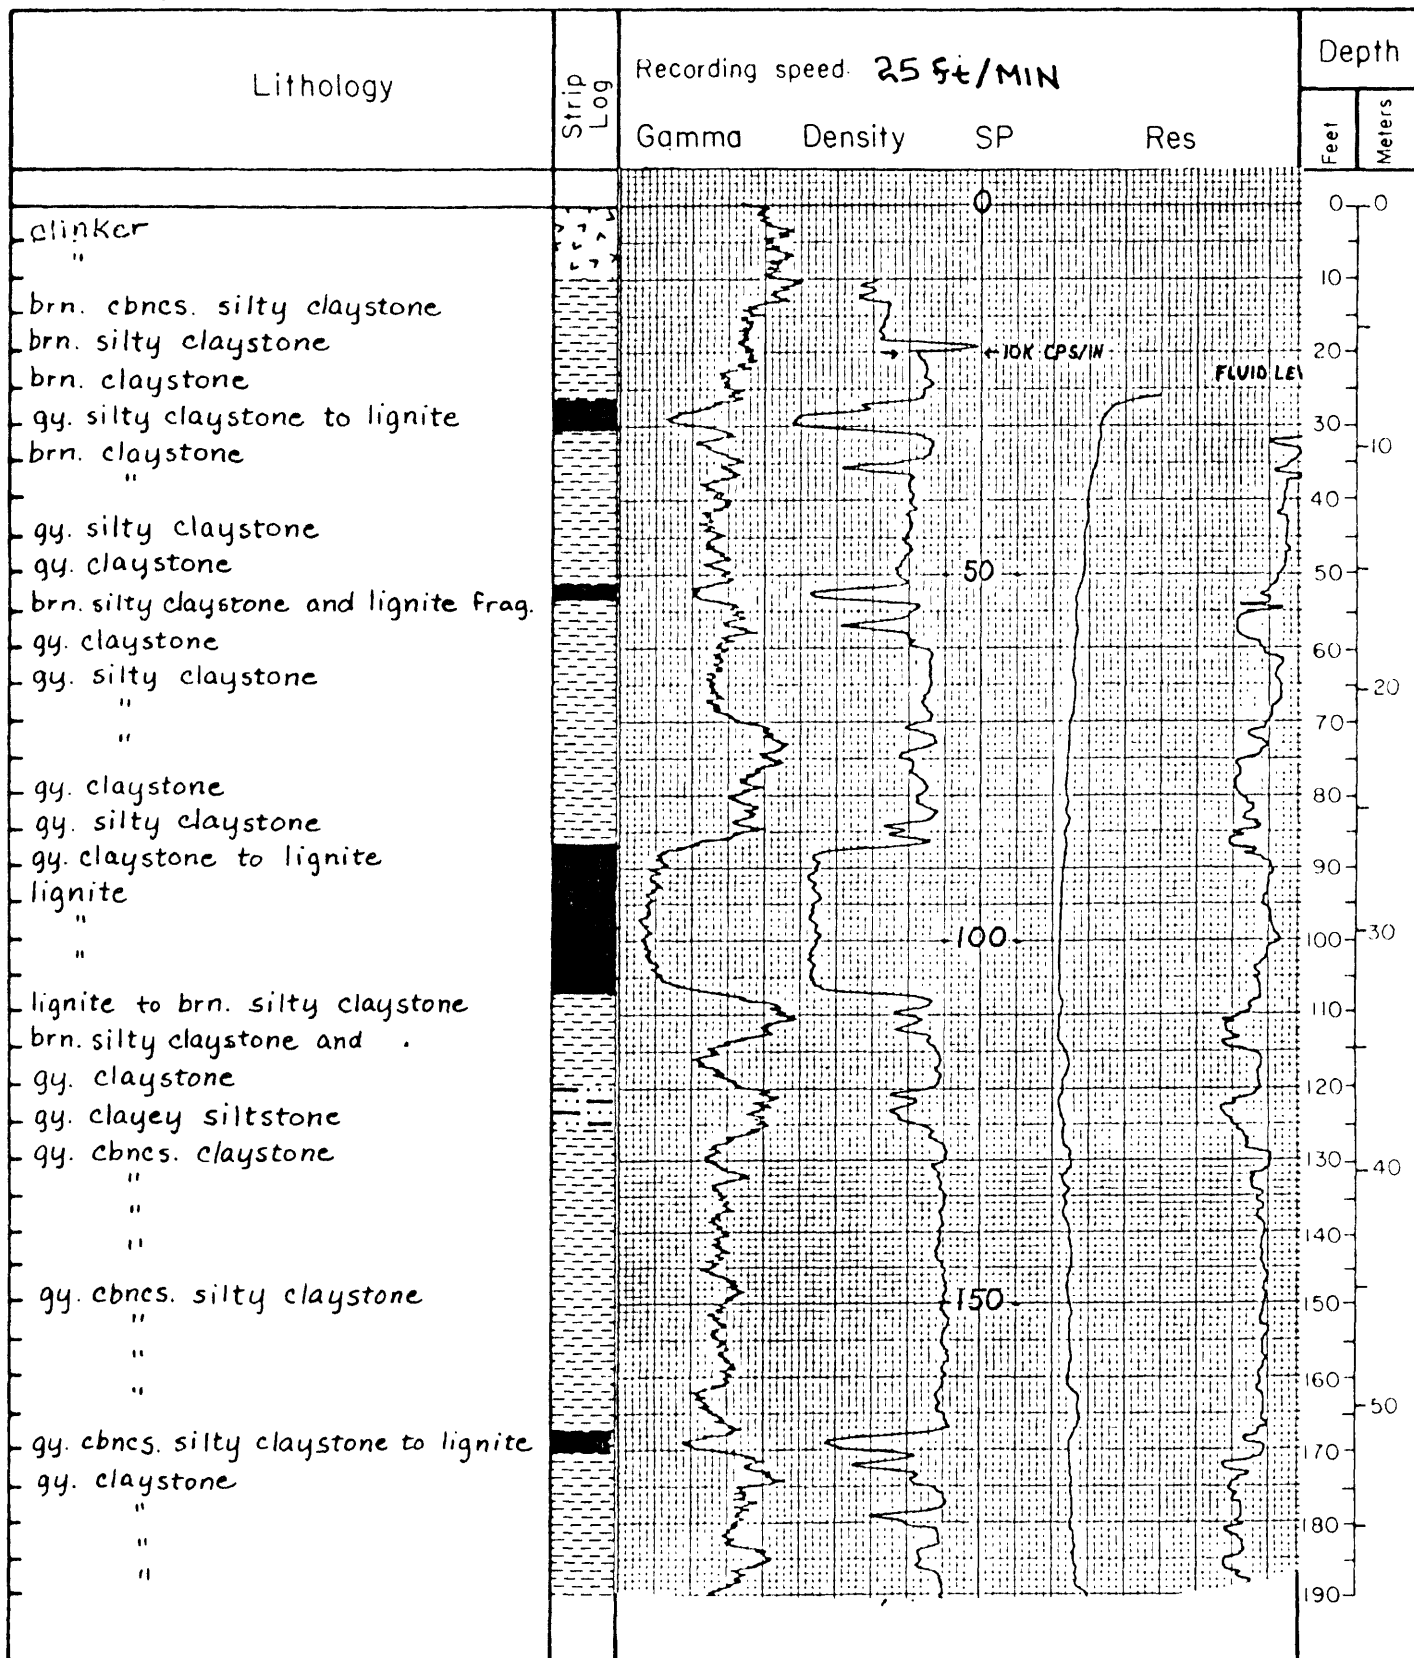 Lithology
Strip Log
Recording speed. 25 ft/MIN
Gamma Density SP Res
Depth
Feet
Meters
0
0 0
clinker
"
10
brn. cbncs. silty claystone
brn. silty claystone
← 10K CPS/IN
20
brn. claystone
FLUID LEV
gy. silty claystone to lignite
30
brn. claystone
10
"
40
gy. silty claystone
gy. claystone
50
50
brn. silty claystone and lignite frag.
gy. claystone
60
gy. silty claystone
20
"
70
"
gy. claystone
80
gy. silty claystone
gy. claystone to lignite
90
lignite
"
100
100
30
"
lignite to brn. silty claystone
110
brn. silty claystone and .
gy. claystone
120
gy. clayey siltstone
gy. cbncs. claystone
130
40
"
"
140
"
gy. cbncs. silty claystone
150
150
"
"
160
"
50
gy. cbncs. silty claystone to lignite
170
gy. claystone
"
180
"
"
190